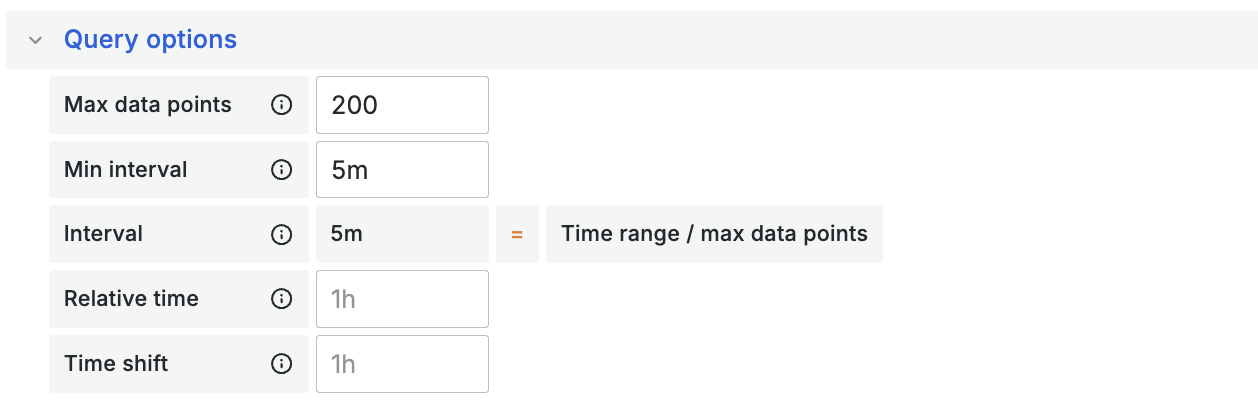 Query options
Max data points 200
Min interval 5m
Interval 5m = Time range / max data points
Relative time 1h
Time shift 1h